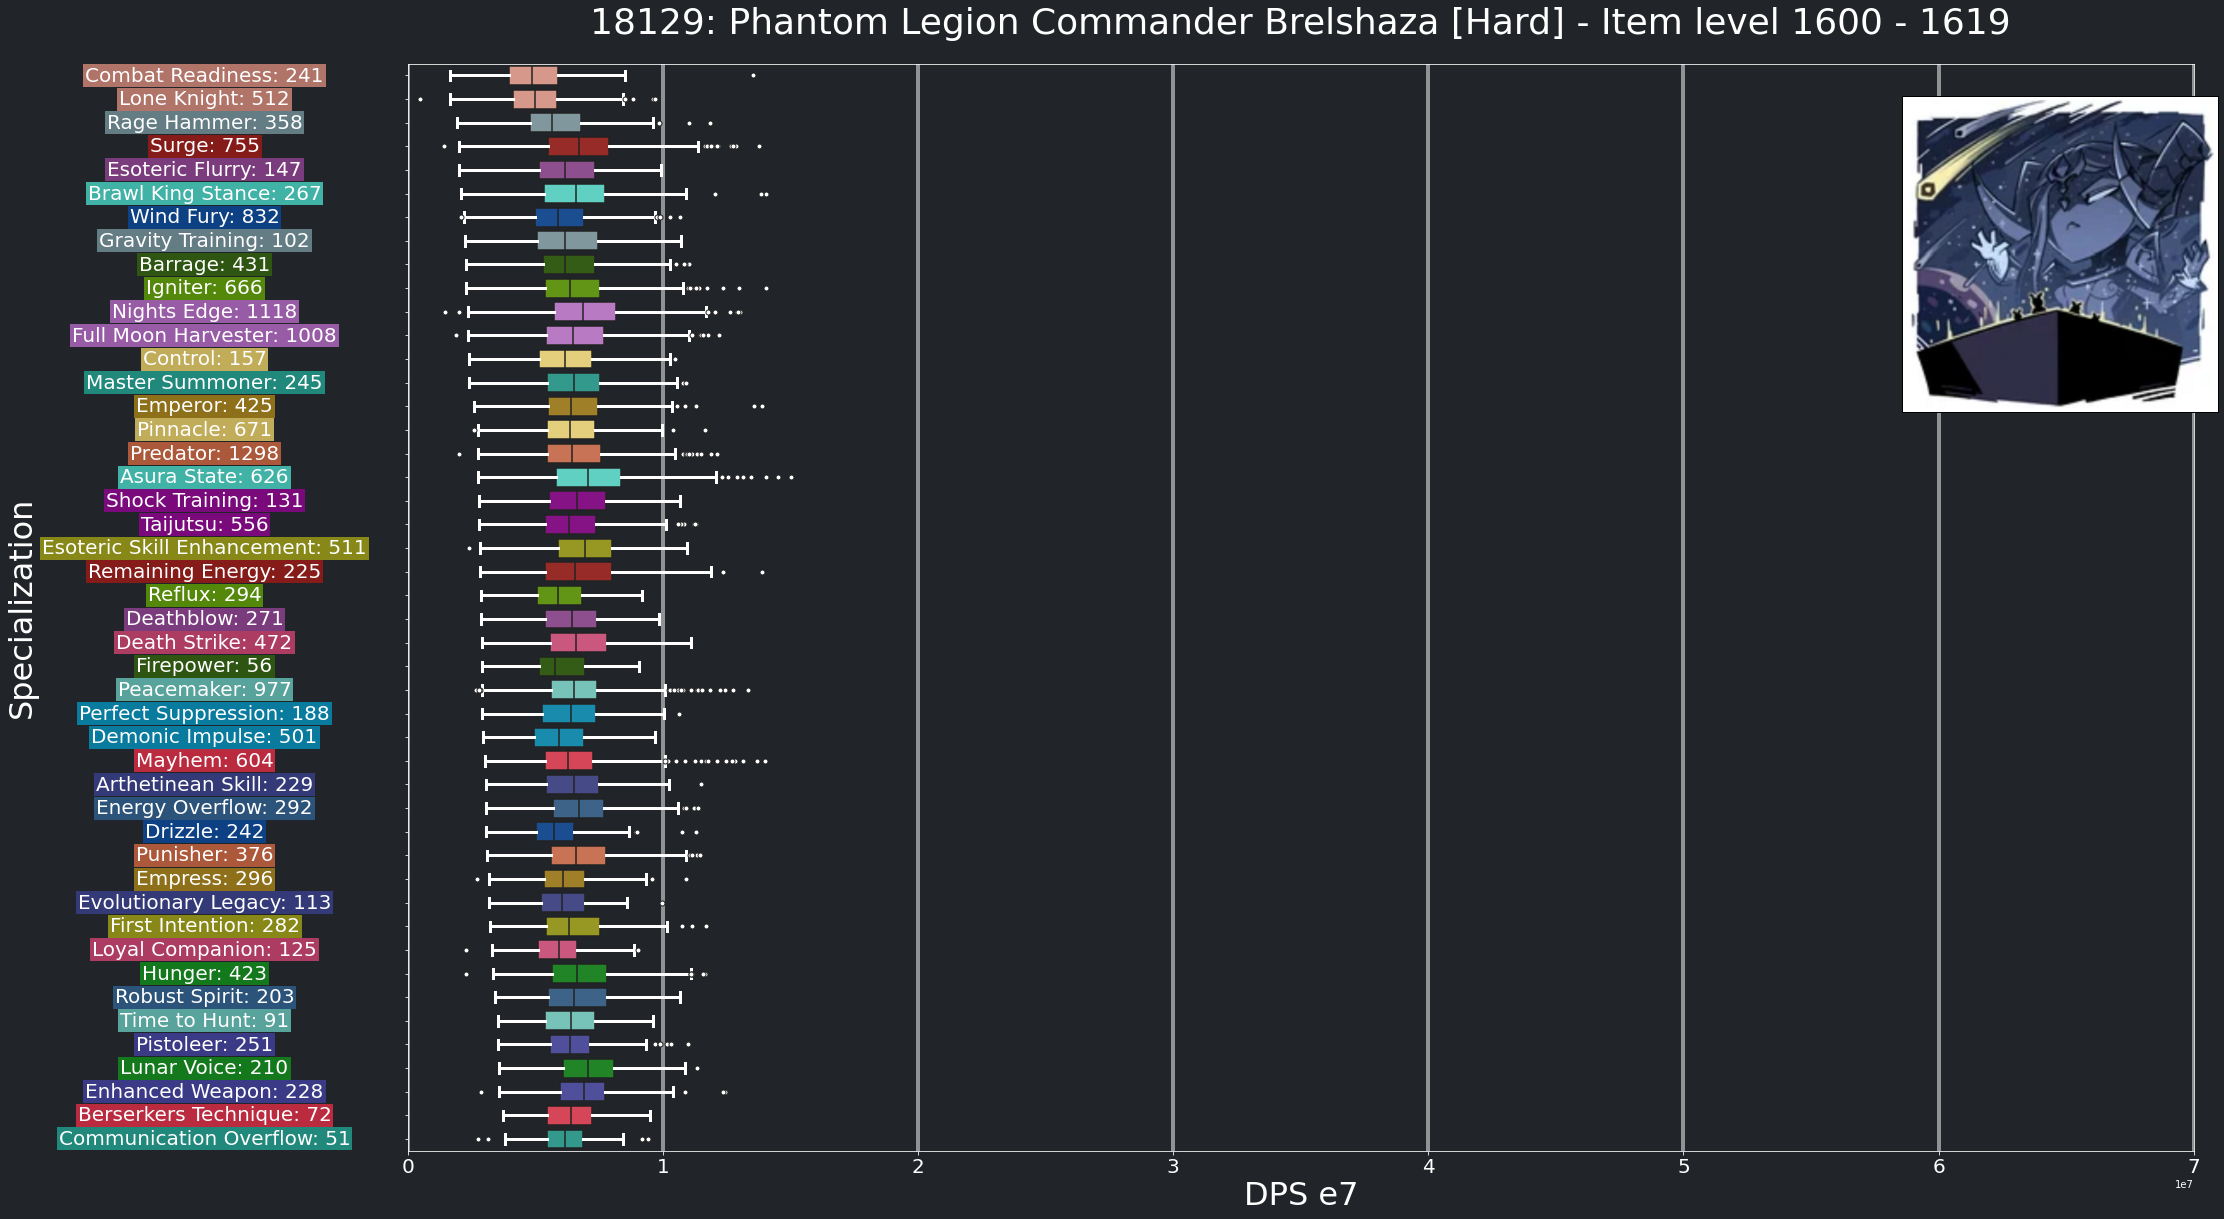 18129: Phantom Legion Commander Brelshaza [Hard] - Item level 1600 - 1619
Combat Readiness: 241
Lone Knight: 512
Rage Hammer: 358
Surge: 755
Esoteric Flurry: 147
Brawl King Stance: 267
Wind Fury: 832
Gravity Training: 102
Barrage: 431
Igniter: 666
Nights Edge: 1118
Full Moon Harvester: 1008
Control: 157
Master Summoner: 245
Emperor: 425
Pinnacle: 671
Predator: 1298
Asura State: 626
Shock Training: 131
Taijutsu: 556
Esoteric Skill Enhancement: 511
Remaining Energy: 225
Reflux: 294
Deathblow: 271
Death Strike: 472
Firepower: 56
Peacemaker: 977
Perfect Suppression: 188
Demonic Impulse: 501
Mayhem: 604
Arthetinean Skill: 229
Energy Overflow: 292
Drizzle: 242
Punisher: 376
Empress: 296
Evolutionary Legacy: 113
First Intention: 282
Loyal Companion: 125
Hunger: 423
Robust Spirit: 203
Time to Hunt: 91
Pistoleer: 251
Lunar Voice: 210
Enhanced Weapon: 228
Berserkers Technique: 72
Communication Overflow: 51
Specialization
0 1 2 3 4 5 6 7
1e7
DPS e7